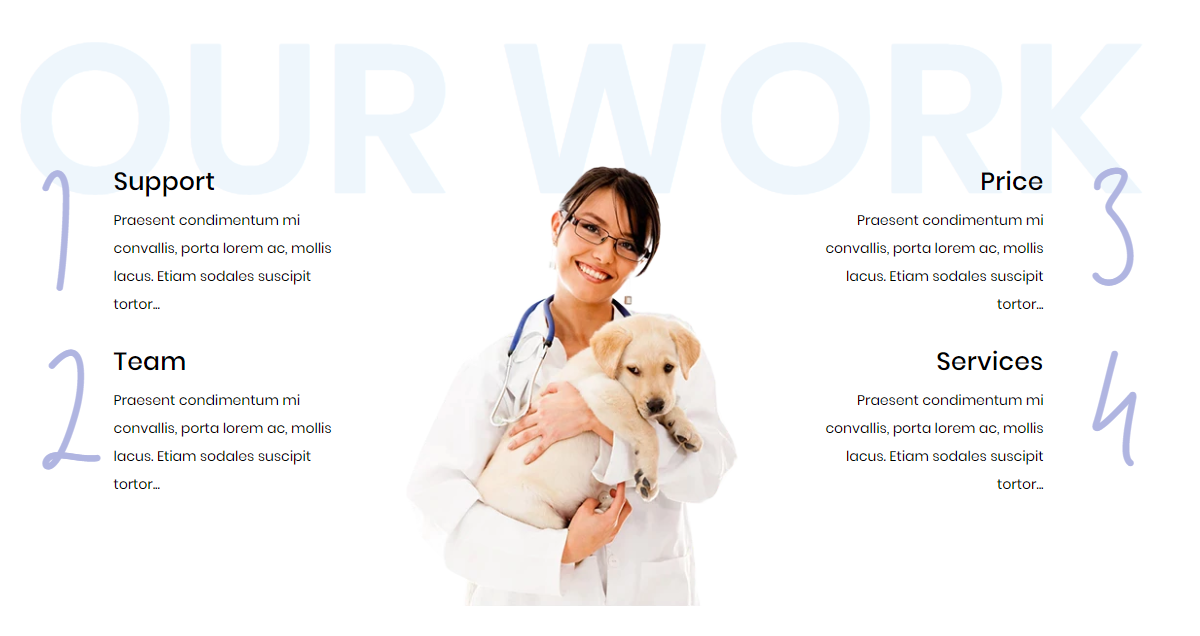 OUR WORK
1
Support
Praesent condimentum mi
convallis, porta lorem ac, mollis
lacus. Etiam sodales suscipit
tortor...
2
Team
Praesent condimentum mi
convallis, porta lorem ac, mollis
lacus. Etiam sodales suscipit
tortor...
3
Price
Praesent condimentum mi
convallis, porta lorem ac, mollis
lacus. Etiam sodales suscipit
tortor...
4
Services
Praesent condimentum mi
convallis, porta lorem ac, mollis
lacus. Etiam sodales suscipit
tortor...